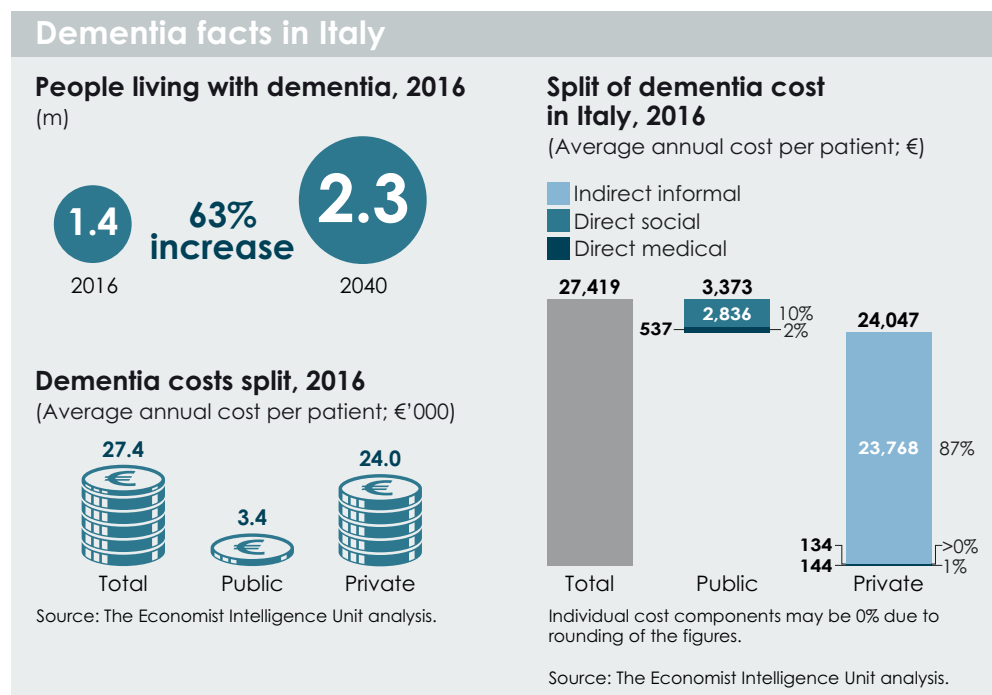 Dementia facts in Italy
People living with dementia, 2016
(m)
1.4
63%
increase
2.3
2016
2040
Dementia costs split, 2016
(Average annual cost per patient; €’000)
27.4
3.4
24.0
€
€
€
Total
Public
Private
Source: The Economist Intelligence Unit analysis.
Split of dementia cost
in Italy, 2016
(Average annual cost per patient; €)
Indirect informal
Direct social
Direct medical
27,419
3,373
2,836
10%
537
2%
24,047
23,768
87%
134
>0%
144
1%
Total
Public
Private
Individual cost components may be 0% due to
rounding of the figures.
Source: The Economist Intelligence Unit analysis.